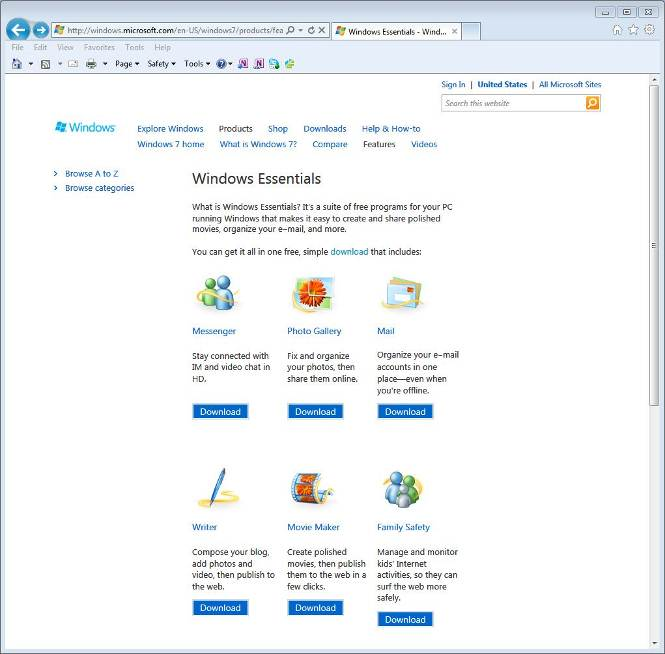 http://windows.microsoft.com/en-US/windows7/products/fea
Windows Essentials - Wind...
File Edit View Favorites Tools Help
Page Safety Tools
Sign In | United States | All Microsoft Sites
Search this website
Windows
Explore Windows Products Shop Downloads Help & How-to
Windows 7 home What is Windows 7? Compare Features Videos
Browse A to Z
Browse categories
Windows Essentials
What is Windows Essentials? It's a suite of free programs for your PC
running Windows that makes it easy to create and share polished
movies, organize your e-mail, and more.
You can get it all in one free, simple download that includes:
Messenger
Stay connected with
IM and video chat in
HD.
Download
Photo Gallery
Fix and organize
your photos, then
share them online.
Download
Mail
Organize your e-mail
accounts in one
place—even when
you're offline.
Download
Writer
Compose your blog,
add photos and
video, then publish to
the web.
Download
Movie Maker
Create polished
movies, then publish
them to the web in a
few clicks.
Download
Family Safety
Manage and monitor
kids' Internet
activities, so they can
surf the web more
safely.
Download